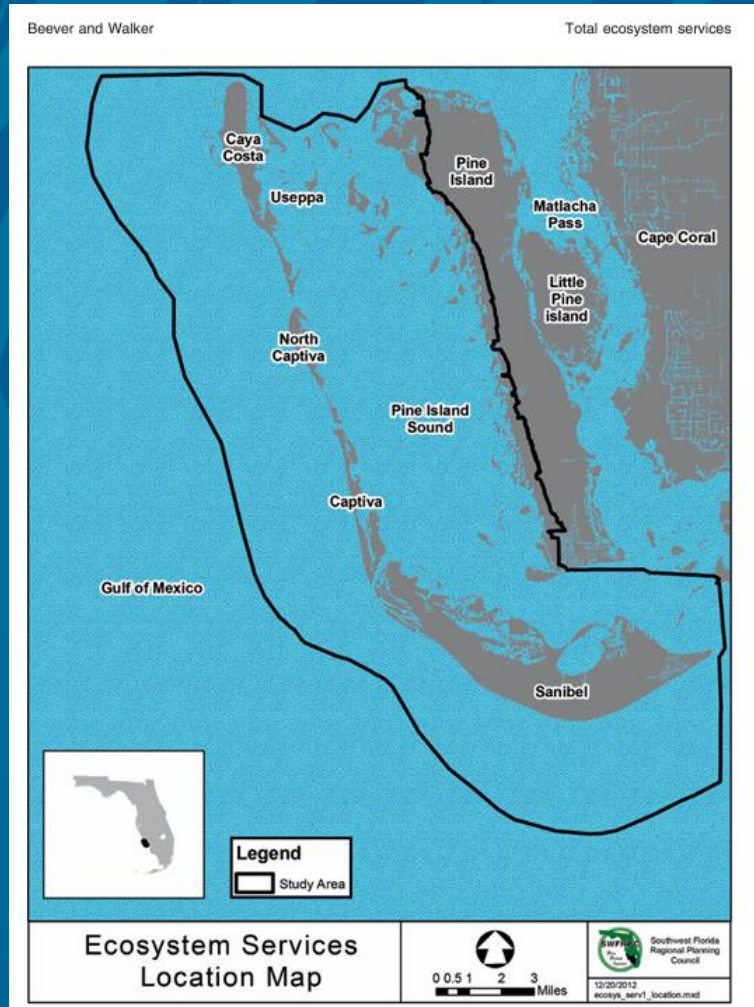 Beever and Walker
Total ecosystem services
Caya
Costa
Useppa
Pine
Island
Matlacha
Pass
Cape Coral
Little
Pine
island
North
Captiva
Pine Island
Sound
Captiva
Gulf of Mexico
Sanibel
Legend
Study Area
Ecosystem Services
Location Map
0 0.5 1 2 3
Miles
Southwest Florida
Regional Planning
Council
12/20/2012
ecosys_serv1_location.mxd